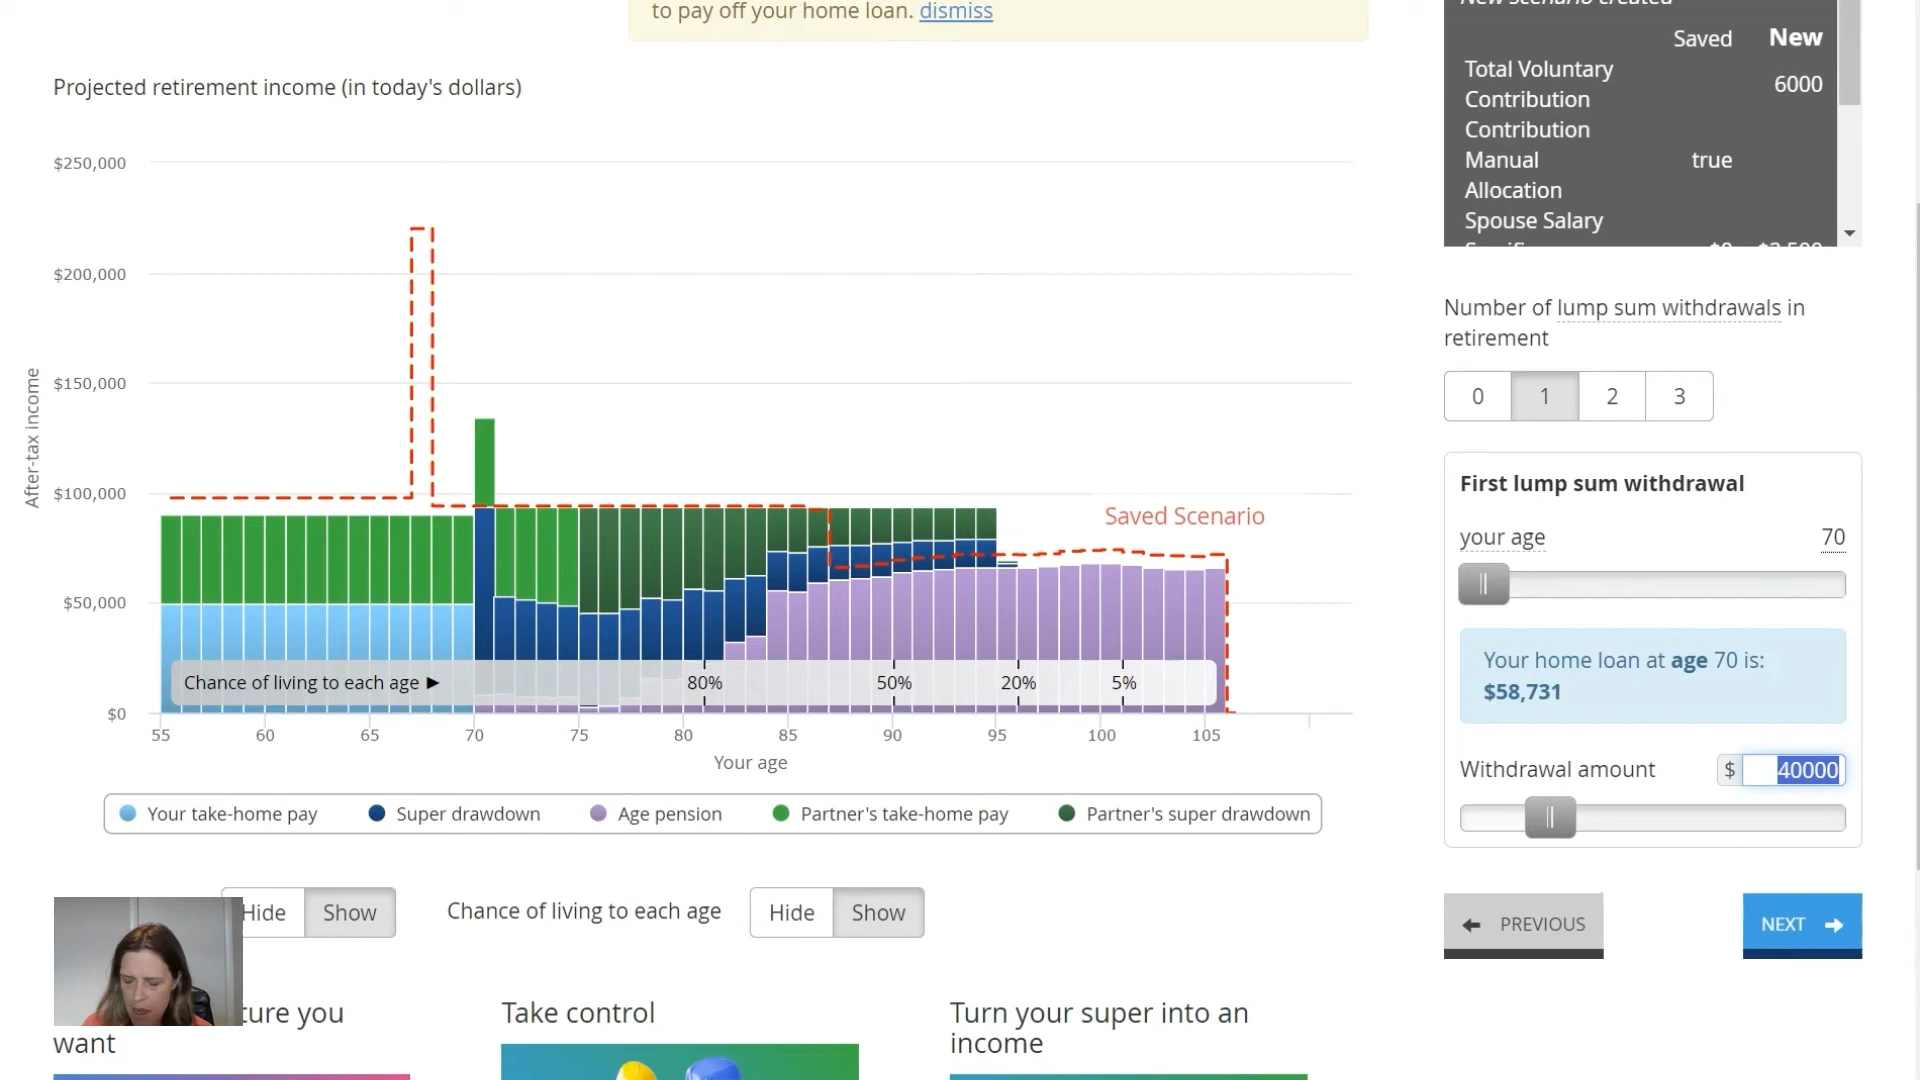 to pay off your home loan. dismiss
Projected retirement income (in today's dollars)
$250,000
$200,000
$150,000
$100,000
$50,000
$0
After-tax income
Saved Scenario
Chance of living to each age ►
80%
50%
20%
5%
55
60
65
70
75
80
85
90
95
100
105
Your age
Your take-home pay
Super drawdown
Age pension
Partner's take-home pay
Partner's super drawdown
Hide
Show
Chance of living to each age
Hide
Show
ture you
want
Take control
Turn your super into an
income
New scenario created
Saved
New
Total Voluntary
Contribution
6000
Contribution
Manual
Allocation
true
Spouse Salary
$0
Number of lump sum withdrawals in
retirement
0
1
2
3
First lump sum withdrawal
your age
70
Your home loan at age 70 is:
$58,731
Withdrawal amount
$
40000
PREVIOUS
NEXT